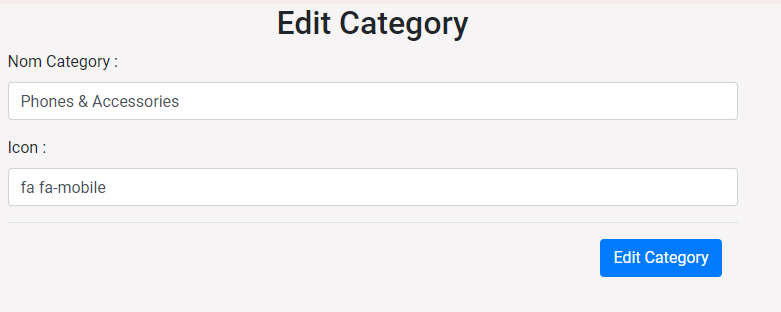 Edit Category
Nom Category :
Phones & Accessories
Icon :
fa fa-mobile
Edit Category